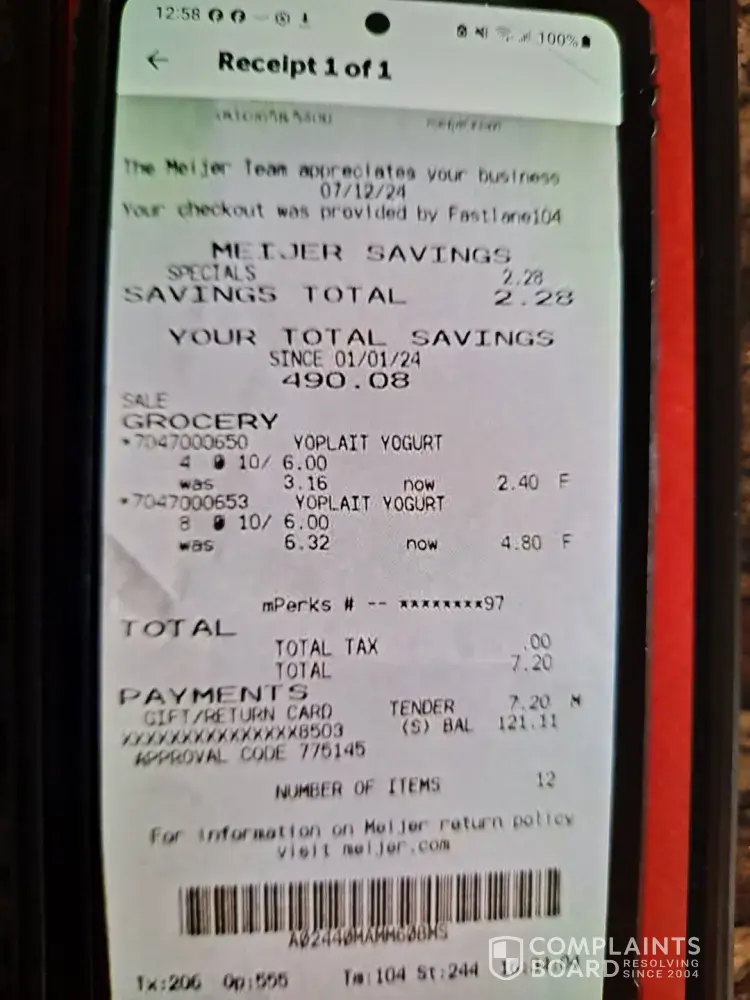 12:58 100%
← Receipt 1 of 1
The Meijer Team appreciates your business
07/12/24
Your checkout was provided by Fastlane104
MEIJER SAVINGS
SPECIALS 2.28
SAVINGS TOTAL 2.28
YOUR TOTAL SAVINGS
SINCE 01/01/24
490.08
SALE
GROCERY
*7047000650 YOPLAIT YOGURT
4 @ 10/ 6.00
was 3.16 now 2.40 F
*7047000653 YOPLAIT YOGURT
8 @ 10/ 6.00
was 6.32 now 4.80 F
mPerks # -- ********97
TOTAL
TOTAL TAX .00
TOTAL 7.20
PAYMENTS
GIFT/RETURN CARD TENDER 7.20 M
XXXXXXXXXXXXXXX8503 (S) BAL 121.11
APPROVAL CODE 775145
NUMBER OF ITEMS 12
For information on Meijer return policy
visit meijer.com
Tx:206 Op:555 Tm:104 St:244
COMPLAINTS
BOARD RESOLVING
SINCE 2004